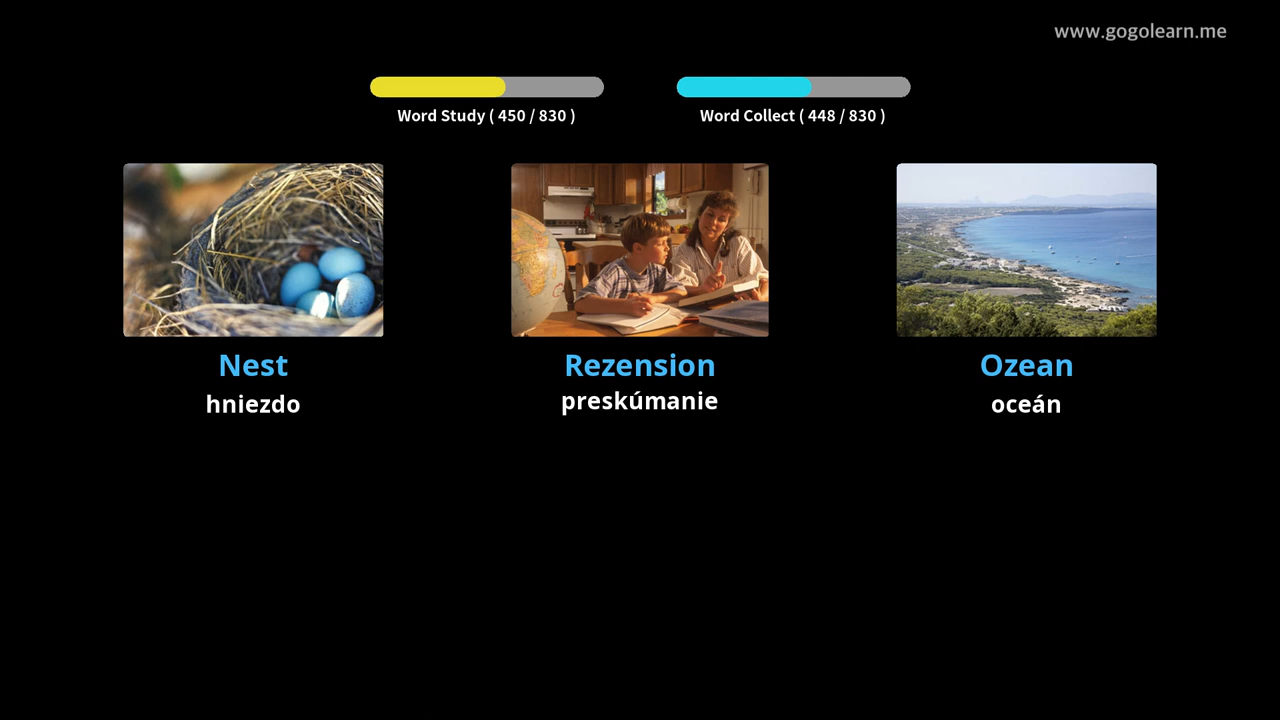 www.gogolearn.me
Word Study ( 450 / 830 )
Word Collect ( 448 / 830 )
Nest
hniezdo
Rezension
preskúmanie
Ozean
oceán